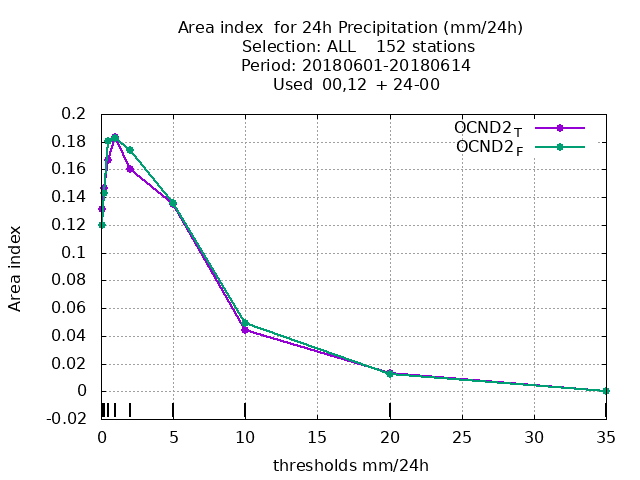 Area index  for 24h Precipitation (mm/24h)
Selection: ALL    152 stations
Period: 20180601-20180614
Used  00,12  + 24-00
OCND2T
OCND2F
Area index
0.2
0.18
0.16
0.14
0.12
0.1
0.08
0.06
0.04
0.02
0
-0.02
0 5 10 15 20 25 30 35
thresholds mm/24h